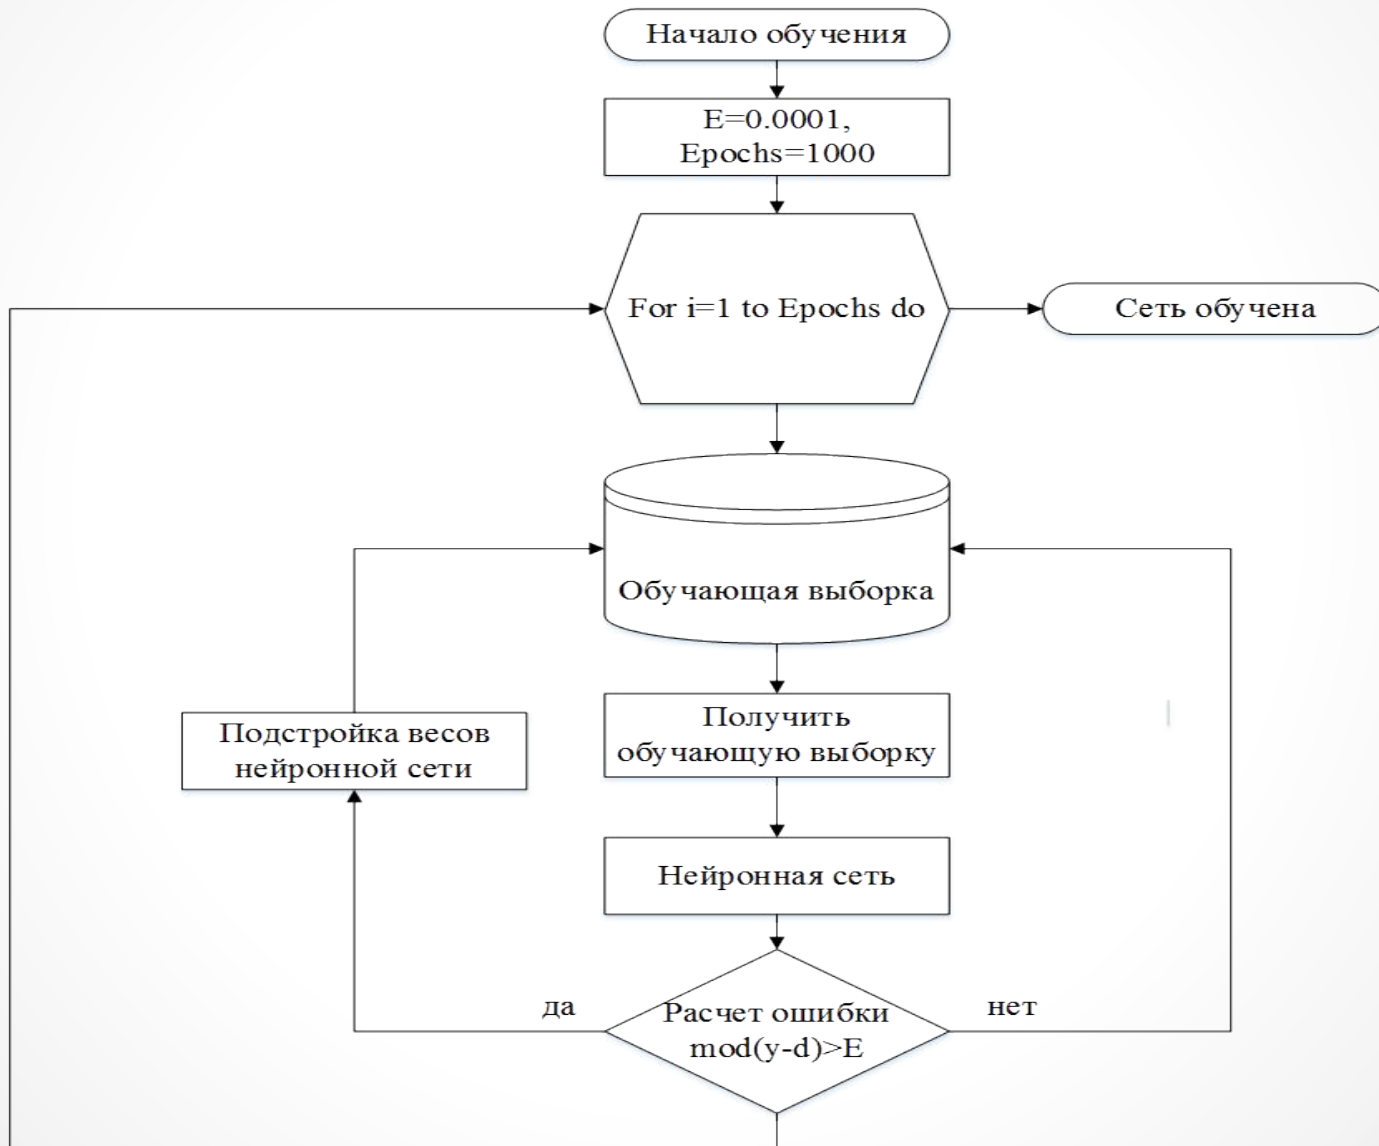 Начало обучения
E=0.0001,
Epochs=1000
For i=1 to Epochs do
Сеть обучена
Обучающая выборка
Получить
обучающую выборку
Подстройка весов
нейронной сети
Нейронная сеть
да
Расчет ошибки
mod(y-d)>E
нет